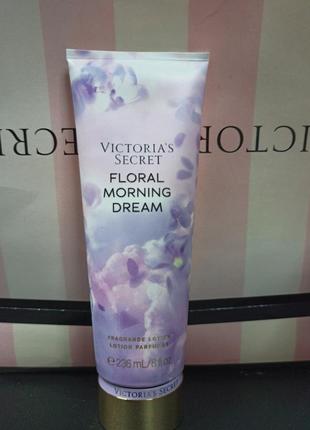 VICTORIA'S
SECRET
FLORAL
MORNING
DREAM
FRAGRANCE LOTION
LOTION PARFUMÉE
236 mL/8 fl oz
VICTORIA'S SECRET